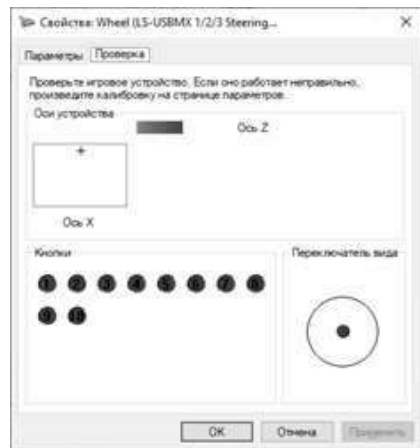 Свойства: Wheel (LS-USBMX 1/2/3 Steering...
Параметры Проверка
Проверьте игровое устройство. Если оно работает неправильно,
произведите калибровку на странице параметров.
Оси устройства
Ось Z
Ось X
Кнопки
Переключатель вида
1 2 3 4 5 6 7 8
9 10
OK Отмена Применить